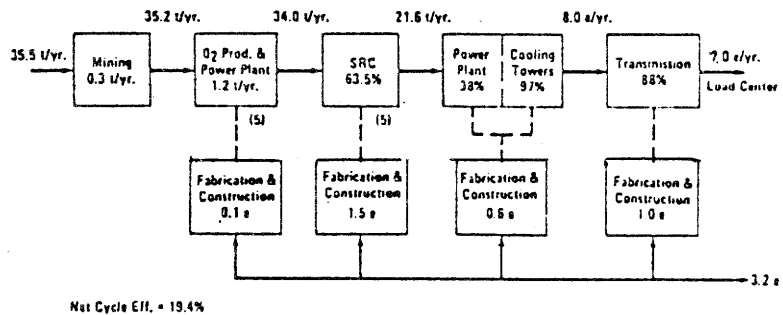 35.5 t/yr.
Mining
0.3 t/yr.
35.2 t/yr.
O2 Prod. &
Power Plant
1.2 t/yr.
34.0 t/yr.
SRC
63.5%
21.6 t/yr.
Power
Plant
38%
Cooling
Towers
97%
8.0 e/yr.
Transmission
88%
7.0 e/yr.
Load Center
(5)
(5)
Fabrication &
Construction
0.1 e
Fabrication &
Construction
1.5 e
Fabrication &
Construction
0.6 e
Fabrication &
Construction
1.0 e
3.2 e
Net Cycle Eff. = 19.4%